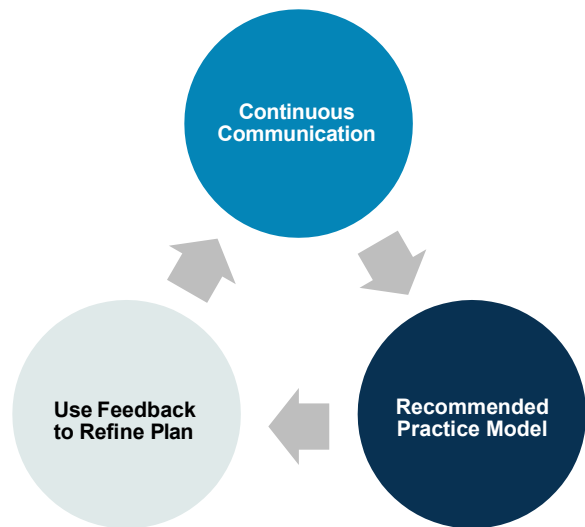 Continuous
Communication
Recommended
Practice Model
Use Feedback
to Refine Plan